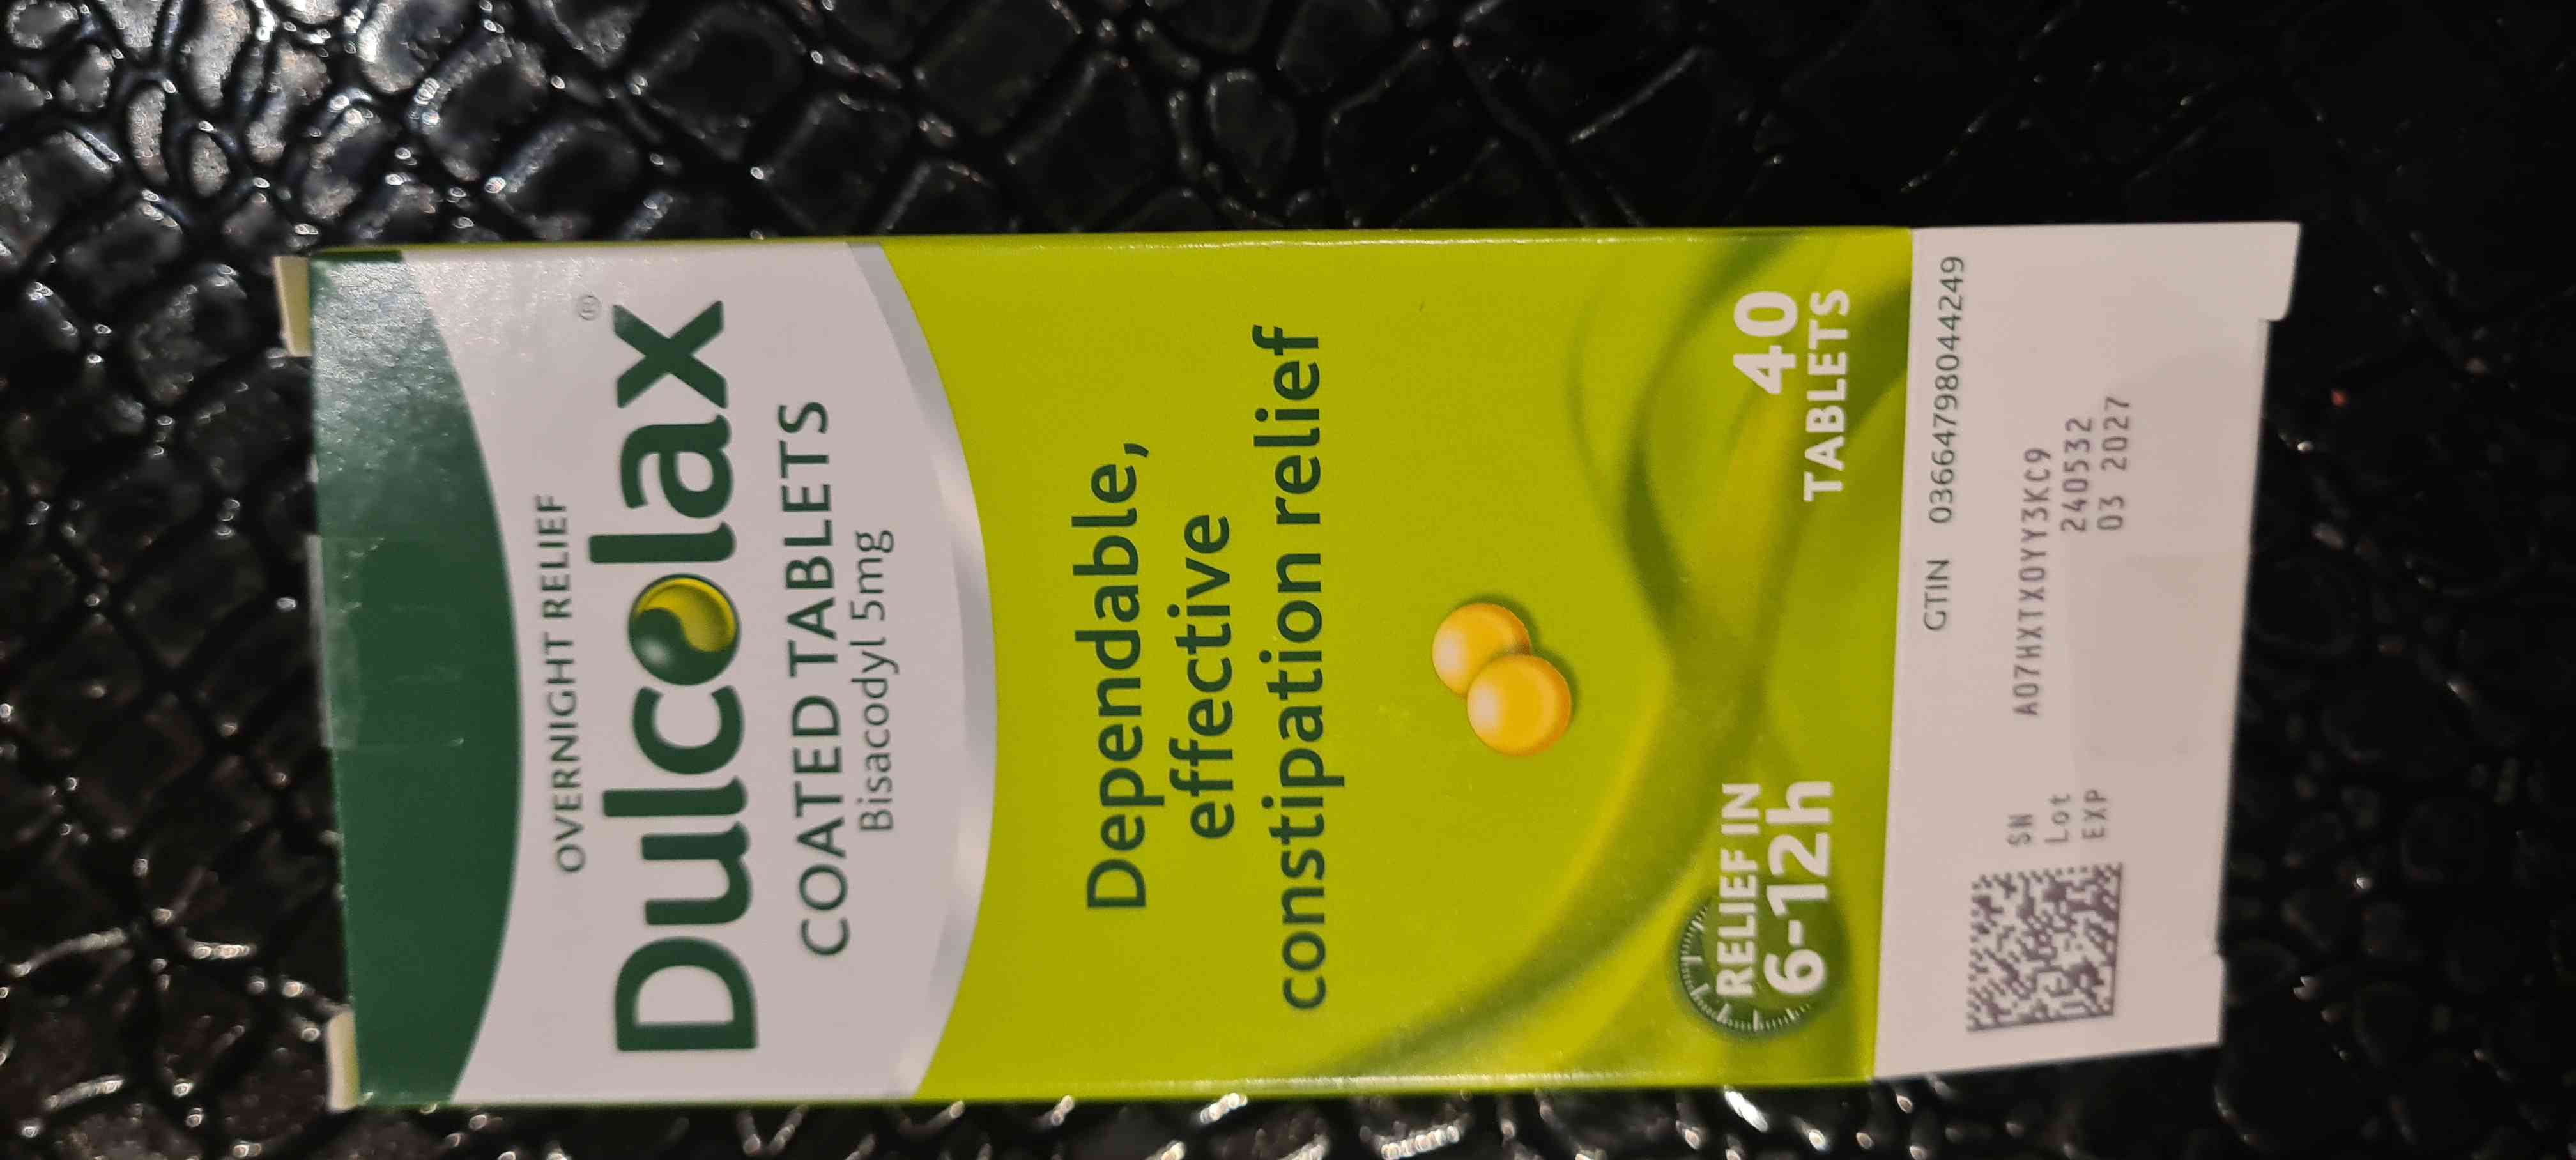 OVERNIGHT RELIEF
Dulcolax®
COATED TABLETS
Bisacodyl 5mg
Dependable,
effective
constipation relief
RELIEF IN
6-12h
40
TABLETS
GTIN 03664798044249
SN A07HXTX0YY3KC9
Lot 240532
EXP 03 2027